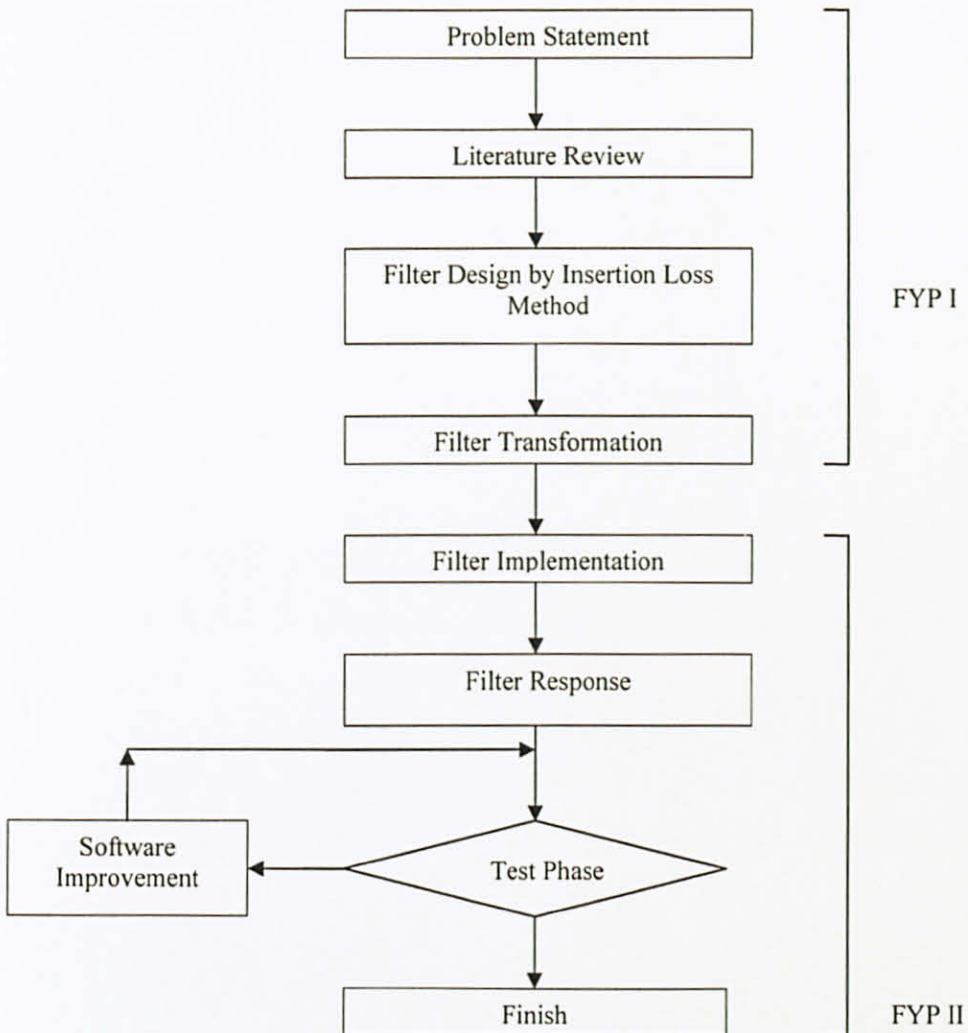 Problem Statement
Literature Review
Filter Design by Insertion Loss
Method
FYP I
Filter Transformation
Filter Implementation
Filter Response
Software
Improvement
Test Phase
Finish
FYP II